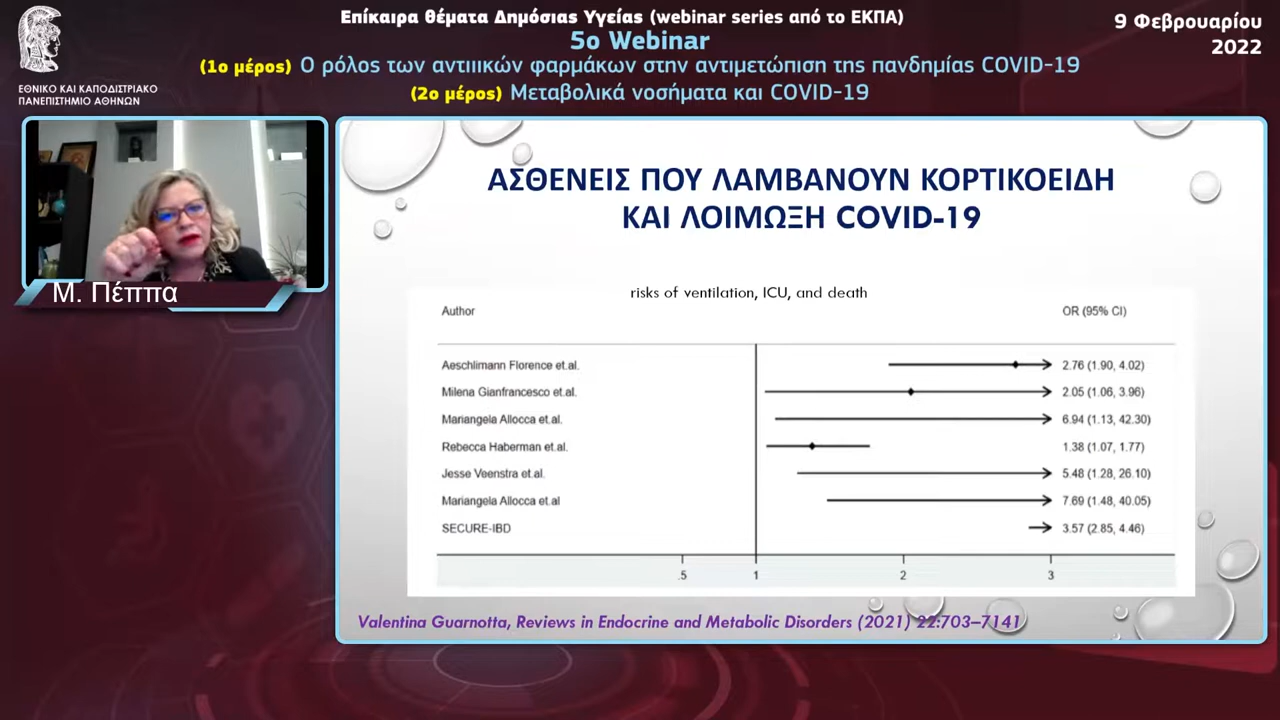 Επίκαιρα θέματα Δημόσιας Υγείας (webinar series από το ΕΚΠΑ)
5ο Webinar
(1ο μέρος) Ο ρόλος των αντιιικών φαρμάκων στην αντιμετώπιση της πανδημίας COVID-19
(2ο μέρος) Μεταβολικά νοσήματα και COVID-19
9 Φεβρουαρίου
2022
ΕΘΝΙΚΟ ΚΑΙ ΚΑΠΟΔΙΣΤΡΙΑΚΟ
ΠΑΝΕΠΙΣΤΗΜΙΟ ΑΘΗΝΩΝ
Μ. Πέππα
ΑΣΘΕΝΕΙΣ ΠΟΥ ΛΑΜΒΑΝΟΥΝ ΚΟΡΤΙΚΟΕΙΔΗ
ΚΑΙ ΛΟΙΜΩΞΗ COVID-19
risks of ventilation, ICU, and death
Author OR (95% CI)
Aeschlimann Florence et.al. 2.76 (1.90, 4.02)
Milena Gianfrancesco et.al. 2.05 (1.06, 3.96)
Mariangela Allocca et.al. 6.94 (1.13, 42.30)
Rebecca Haberman et.al. 1.38 (1.07, 1.77)
Jesse Veenstra et.al. 5.48 (1.28, 26.10)
Mariangela Allocca et.al 7.69 (1.48, 40.05)
SECURE-IBD 3.57 (2.85, 4.46)
.5 1 2 3
Valentina Guarnotta, Reviews in Endocrine and Metabolic Disorders (2021) 22:703–7141